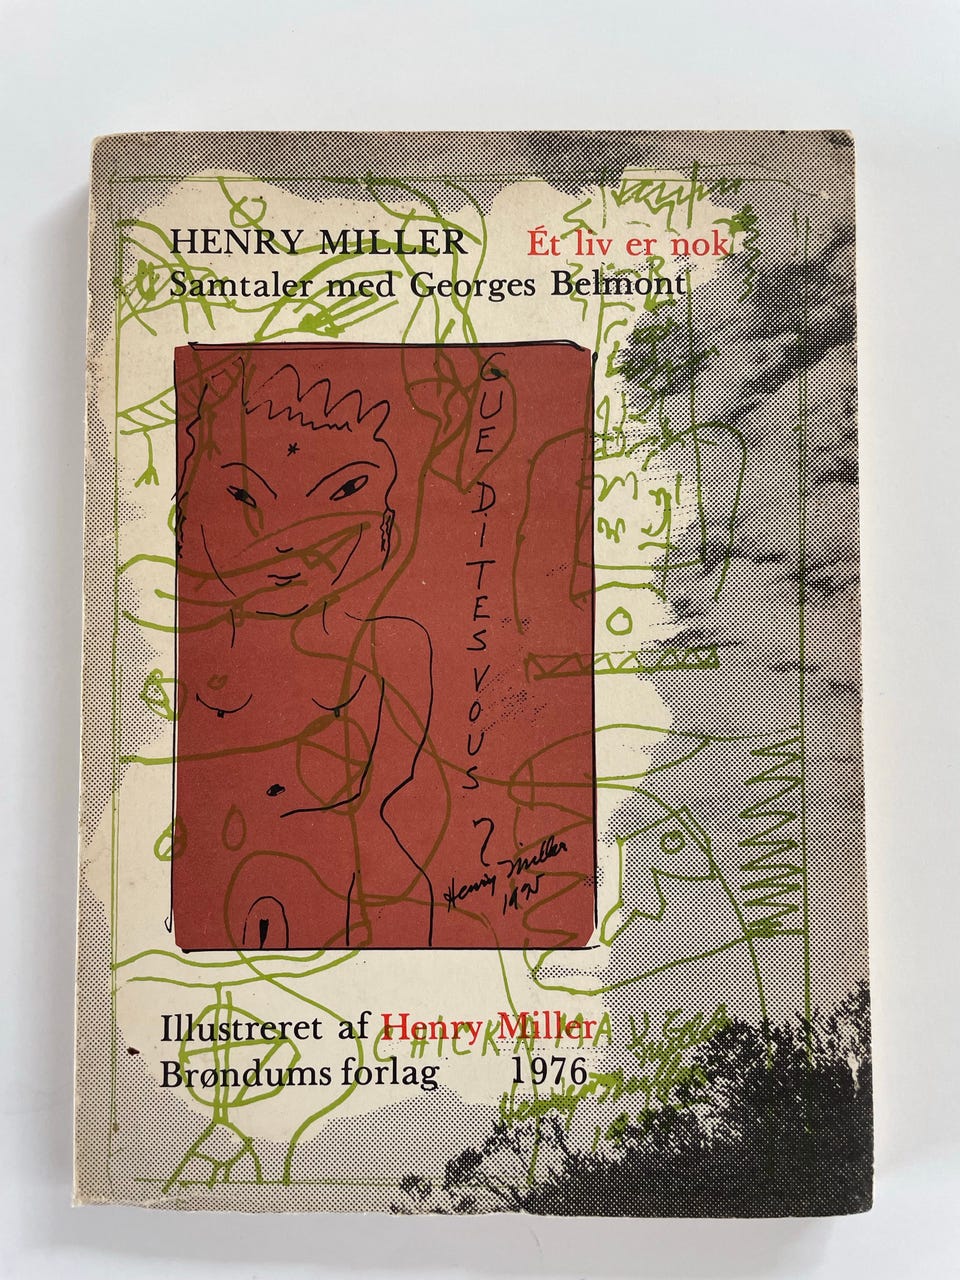 HENRY MILLER Ét liv er nok
Samtaler med Georges Belmont
QUE DITES VOUS ?
Henry Miller
1975
Illustreret af Henry Miller
CHICKAMAUGA
Brøndums forlag 1976